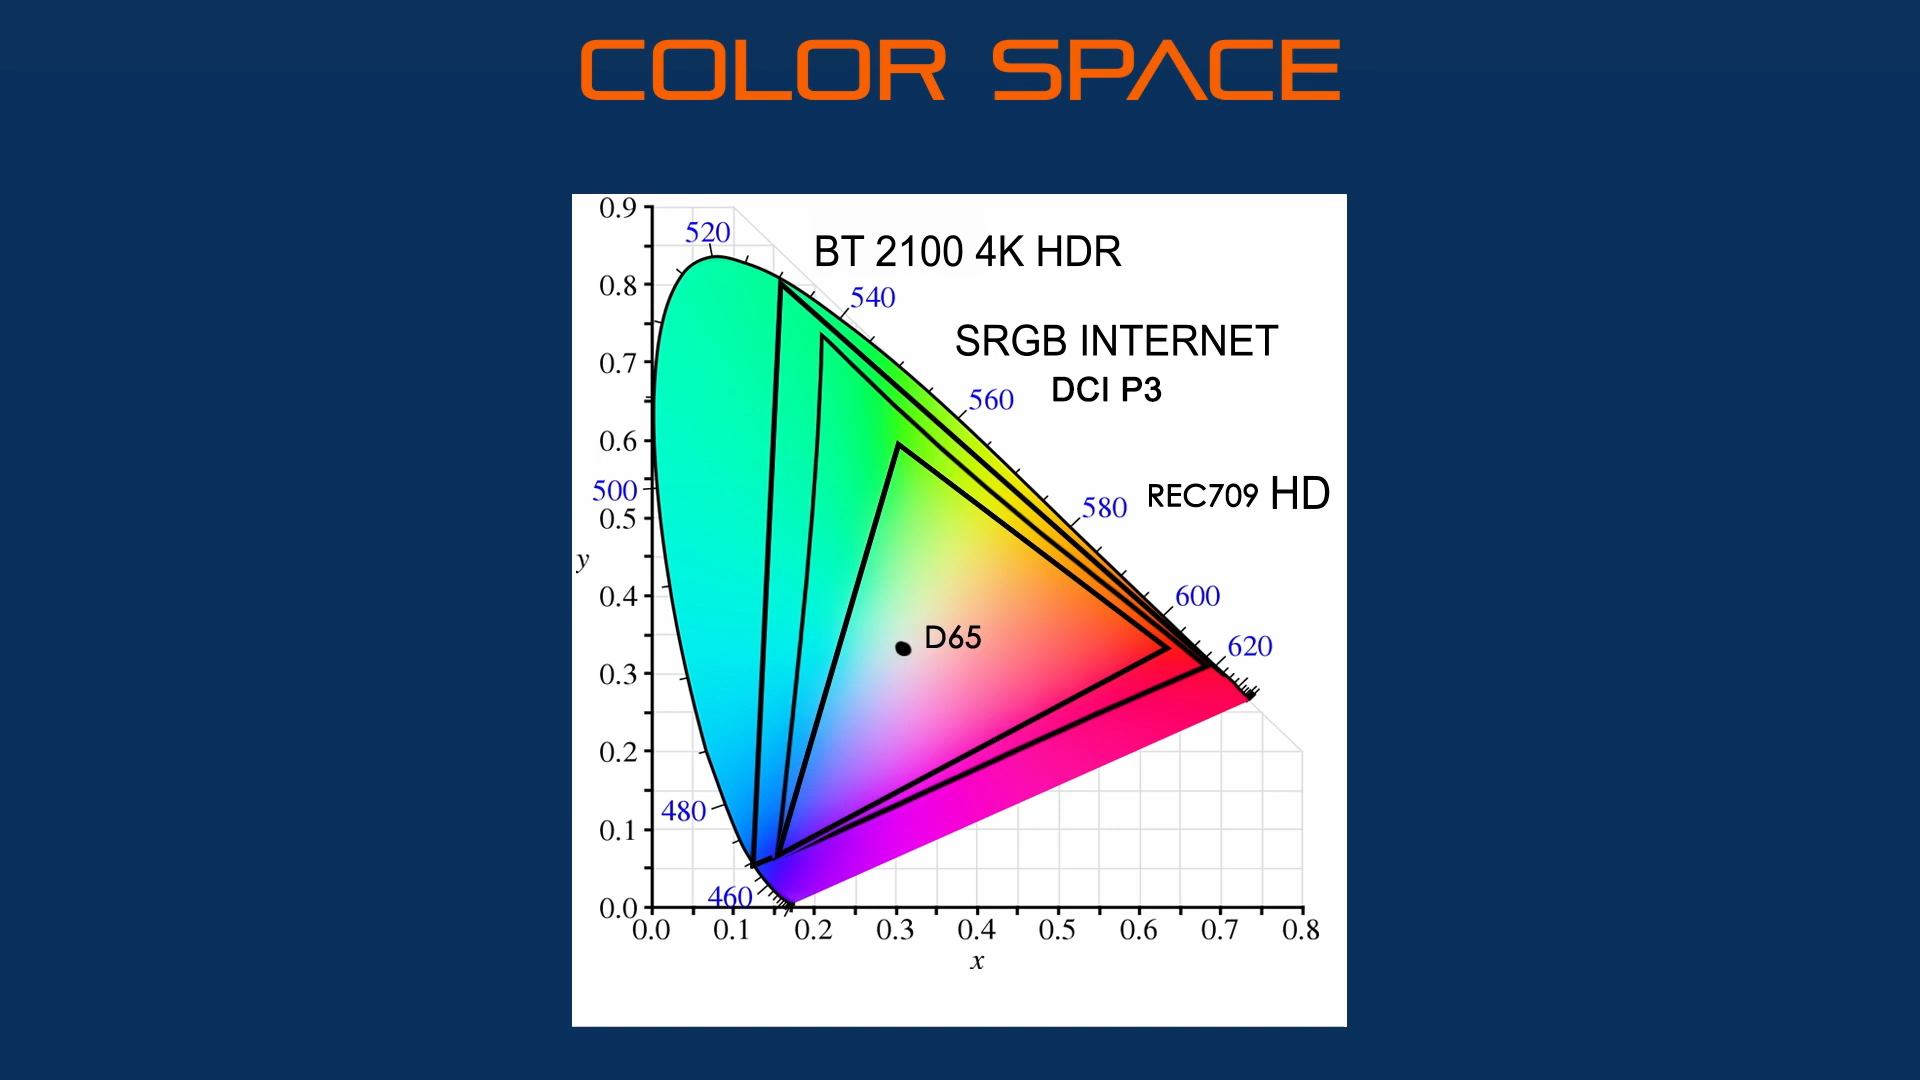 COLOR SPACE
0.9
520
BT 2100 4K HDR
0.8
540
SRGB INTERNET
0.7
DCI P3
560
0.6
500
580
REC709 HD
0.5
y
0.4
600
D65
620
0.3
0.2
480
0.1
460
0.0
0.0 0.1 0.2 0.3 0.4 0.5 0.6 0.7 0.8
x